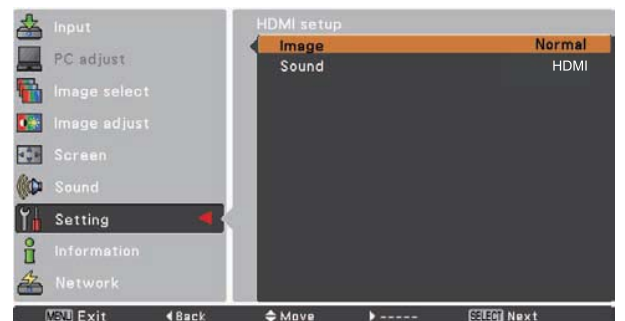 Input
PC adjust
Image select
Image adjust
Screen
Sound
Setting
Information
Network
HDMI setup
Image Normal
Sound HDMI
MENU Exit Back Move ----- SELECT Next